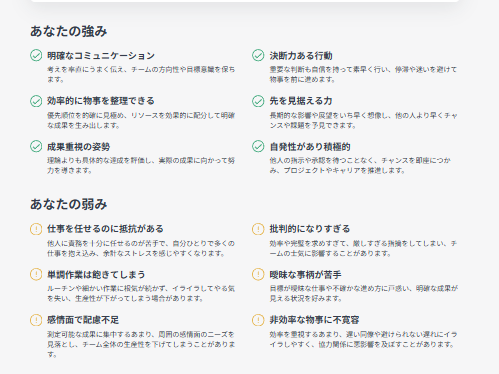 あなたの強み
明確なコミュニケーション
考えを率直にうまく伝え、チームの方向性や目標意識を保ち
ます。
決断力ある行動
重要な判断も自信を持って素早く行い、停滞や迷いを避けて
物事を前に進めます。
効率的に物事を整理できる
優先順位を的確に見極め、リソースを効果的に配分して明確
な成果を生み出します。
先を見据える力
長期的な影響や展望をいち早く想像し、他の人より早くチャ
ンスや課題を予見できます。
成果重視の姿勢
理論よりも具体的な達成を評価し、実際の成果に向かって努
力を導きます。
自発性があり積極的
他人の指示や承認を待つことなく、チャンスを即座につか
み、プロジェクトやキャリアを推進します。
あなたの弱み
仕事を任せるのに抵抗がある
他人に責務を十分に任せるのが苦手で、自分ひとりで多くの
仕事を抱え込み、余計なストレスを感じやすくなります。
批判的になりすぎる
効率や完璧を求めすぎて、厳しすぎる指摘をしてしまい、チ
ームの士気に影響することがあります。
単調作業は飽きてしまう
ルーチンや細かい作業に根気が続かず、イライラしてやる気
を失い、生産性が下がってしまう場合があります。
曖昧な事柄が苦手
目標が曖昧な仕事や不確かな進め方に戸惑い、明確な成果が
見える状況を好みます。
感情面で配慮不足
測定可能な成果に集中するあまり、周囲の感情面のニーズを
見落とし、チーム全体の生産性を下げてしまうことがありま
す。
非効率な物事に不寛容
効率を重視するあまり、遅い同僚や避けられない遅れにイラ
イラしやすく、協力関係に悪影響を及ぼすことがあります。